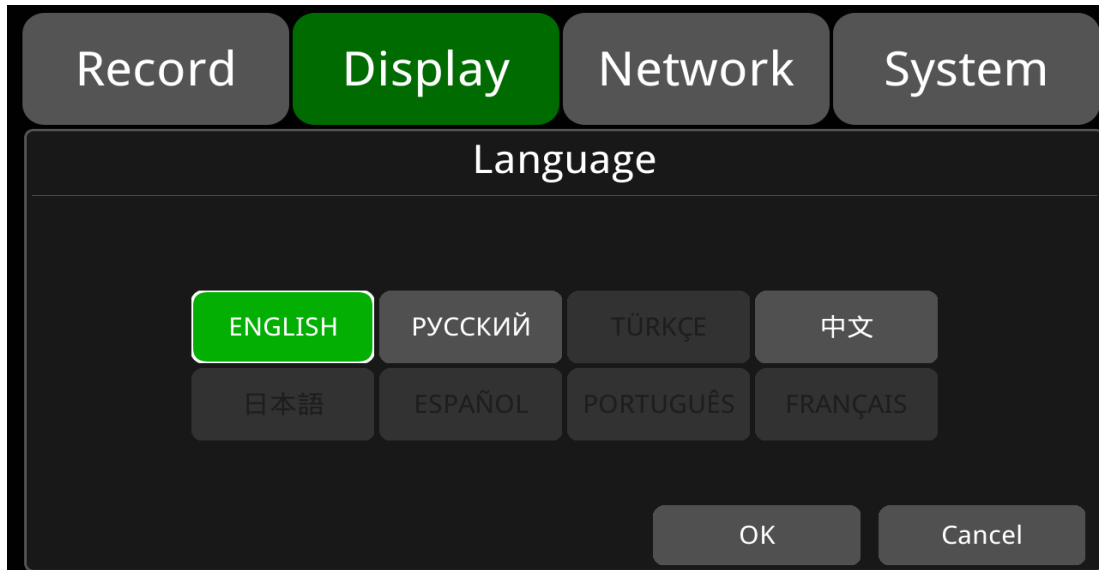 Record Display Network System
Language
ENGLISH РУССКИЙ TÜRKÇE 中文
日本語 ESPAÑOL PORTUGUÊS FRANÇAIS
OK Cancel